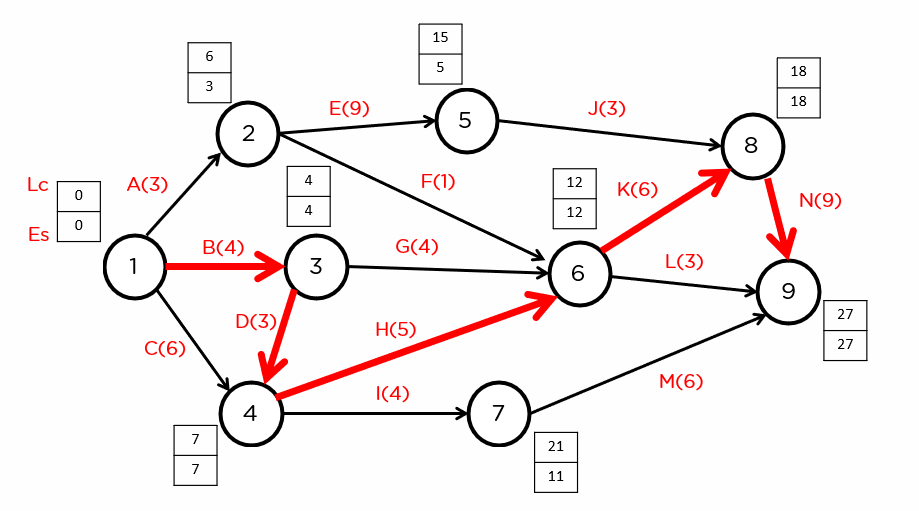 15
5
6
3
18
18
E(9)
J(3)
2
5
8
Lc
0
0
Es
A(3)
4
4
F(1)
12
12
K(6)
N(9)
B(4)
G(4)
1
3
6
L(3)
9
D(3)
H(5)
27
27
C(6)
I(4)
M(6)
4
7
7
7
21
11